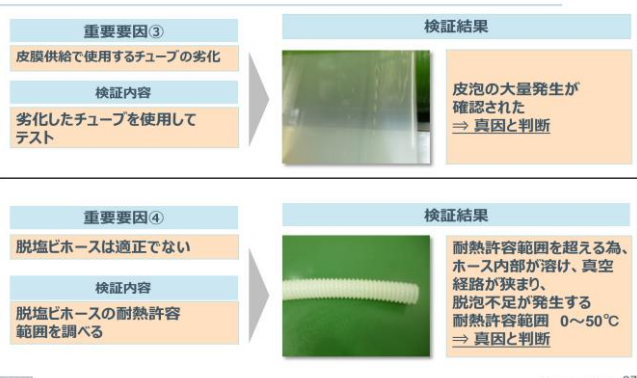 重要要因③
検証結果
皮膜供給で使用するチューブの劣化
検証内容
劣化したチューブを使用して
テスト
皮泡の大量発生が
確認された
⇒ 真因と判断
重要要因④
検証結果
脱塩ビホースは適正でない
検証内容
脱塩ビホースの耐熱許容
範囲を調べる
耐熱許容範囲を超える為、
ホース内部が溶け、真空
経路が狭まり、
脱泡不足が発生する
耐熱許容範囲 0～50℃
⇒ 真因と判断